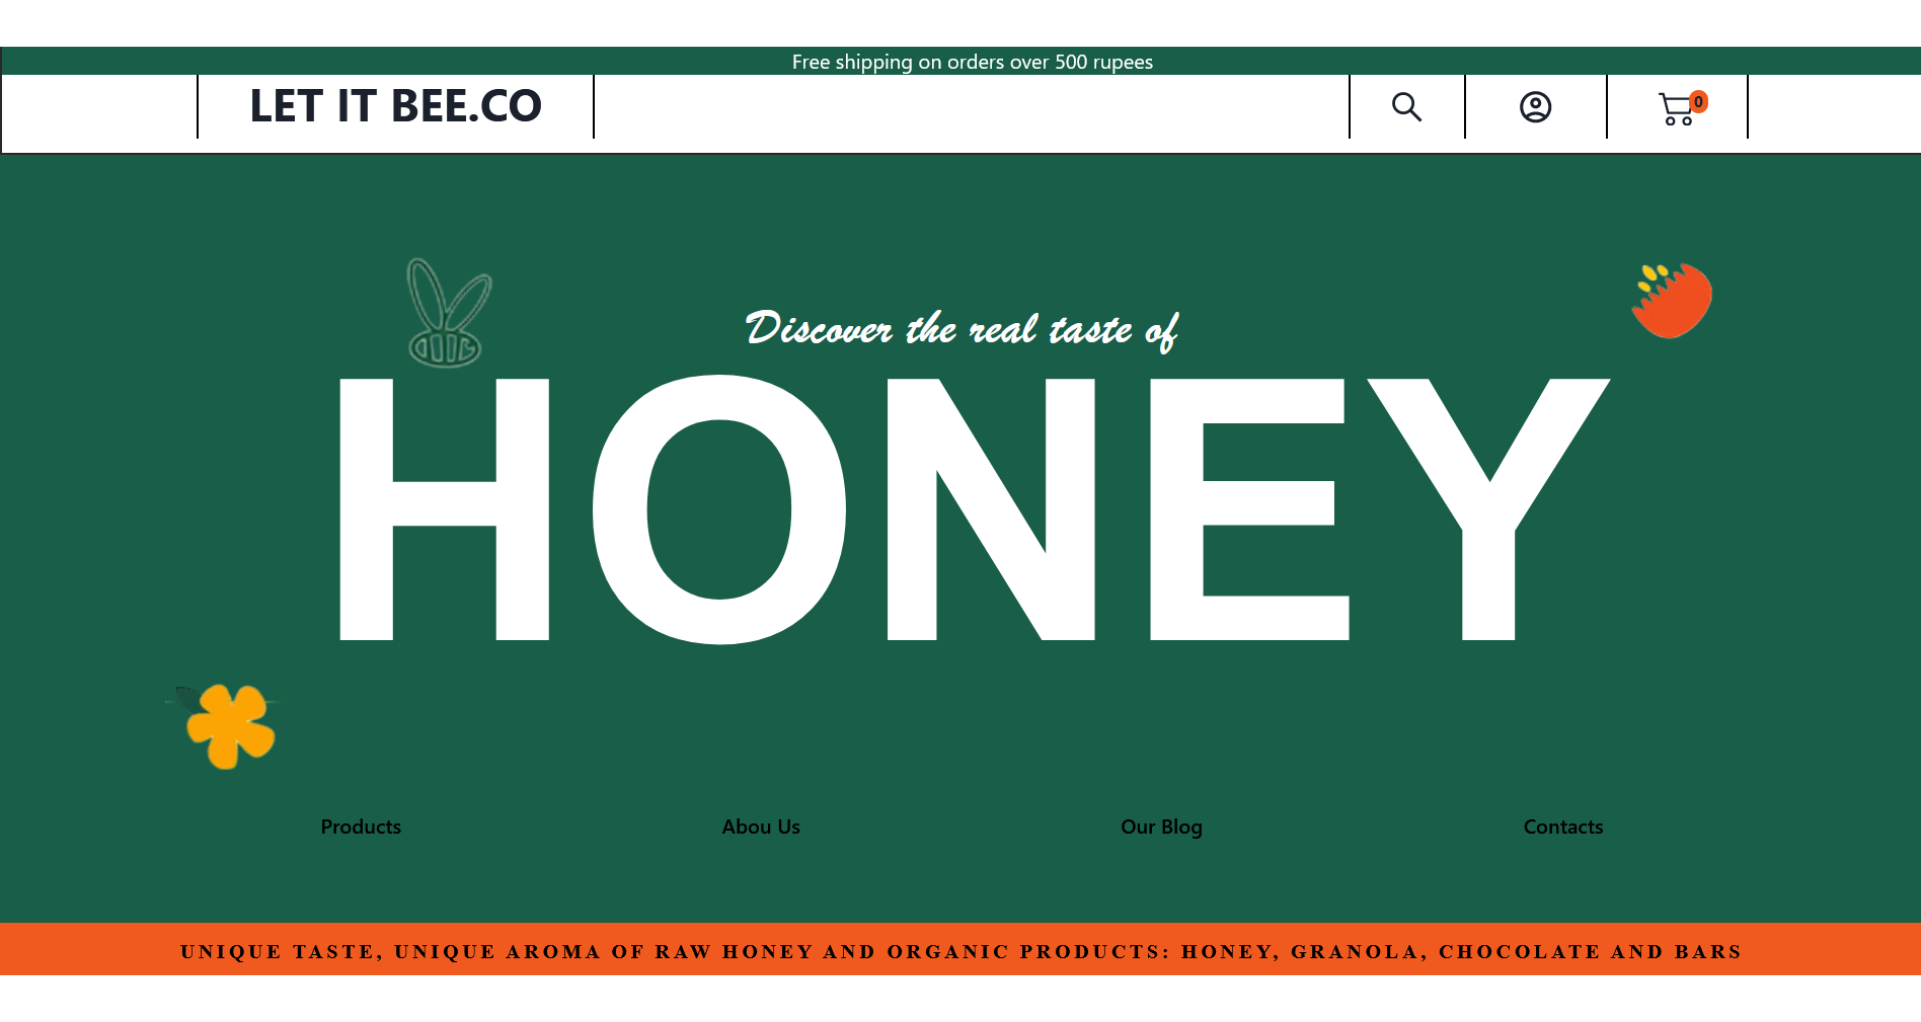 Free shipping on orders over 500 rupees
LET IT BEE.CO
0
Discover the real taste of
HONEY
Products
Abou Us
Our Blog
Contacts
UNIQUE TASTE, UNIQUE AROMA OF RAW HONEY AND ORGANIC PRODUCTS: HONEY, GRANOLA, CHOCOLATE AND BARS